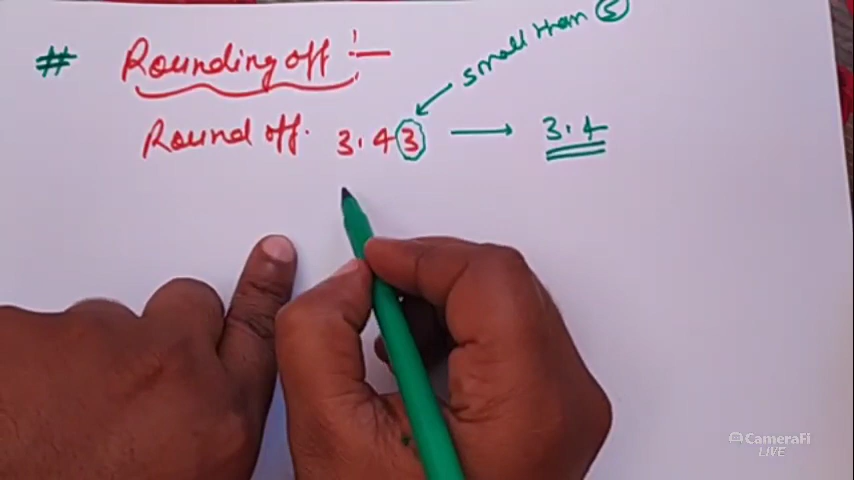 small than 5
# Rounding off :-
Round off. 3.43 → 3.4
CameraFi
LIVE